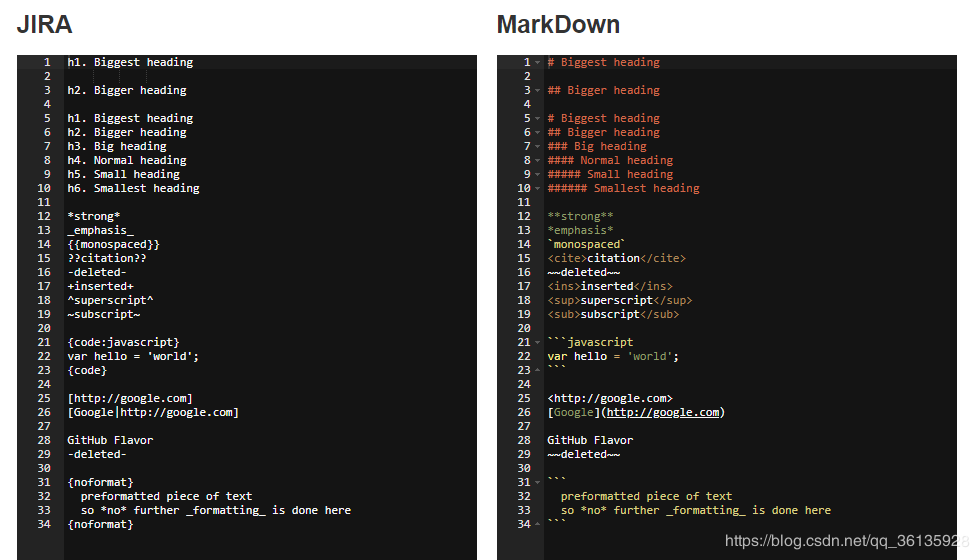 JIRA
1 h1. Biggest heading
2
3 h2. Bigger heading
4
5 h1. Biggest heading
6 h2. Bigger heading
7 h3. Big heading
8 h4. Normal heading
9 h5. Small heading
10 h6. Smallest heading
11
12 *strong*
13 _emphasis_
14 {{monospaced}}
15 ??citation??
16 -deleted-
17 +inserted+
18 ^superscript^
19 ~subscript~
20
21 {code:javascript}
22 var hello = 'world';
23 {code}
24
25 [http://google.com]
26 [Google|http://google.com]
27
28 GitHub Flavor
29 -deleted-
30
31 {noformat}
32   preformatted piece of text
33   so *no* further _formatting_ is done here
34 {noformat}
MarkDown
1 # Biggest heading
2
3 ## Bigger heading
4
5 # Biggest heading
6 ## Bigger heading
7 ### Big heading
8 #### Normal heading
9 ##### Small heading
10 ###### Smallest heading
11
12 **strong**
13 *emphasis*
14 `monospaced`
15 <cite>citation</cite>
16 ~~deleted~~
17 <ins>inserted</ins>
18 <sup>superscript</sup>
19 <sub>subscript</sub>
20
21 ```javascript
22 var hello = 'world';
23 ```
24
25 <http://google.com>
26 [Google](http://google.com)
27
28 GitHub Flavor
29 ~~deleted~~
30
31 ```
32   preformatted piece of text
33   so *no* further _formatting_ is done here
34 ```
https://blog.csdn.net/qq_36135928